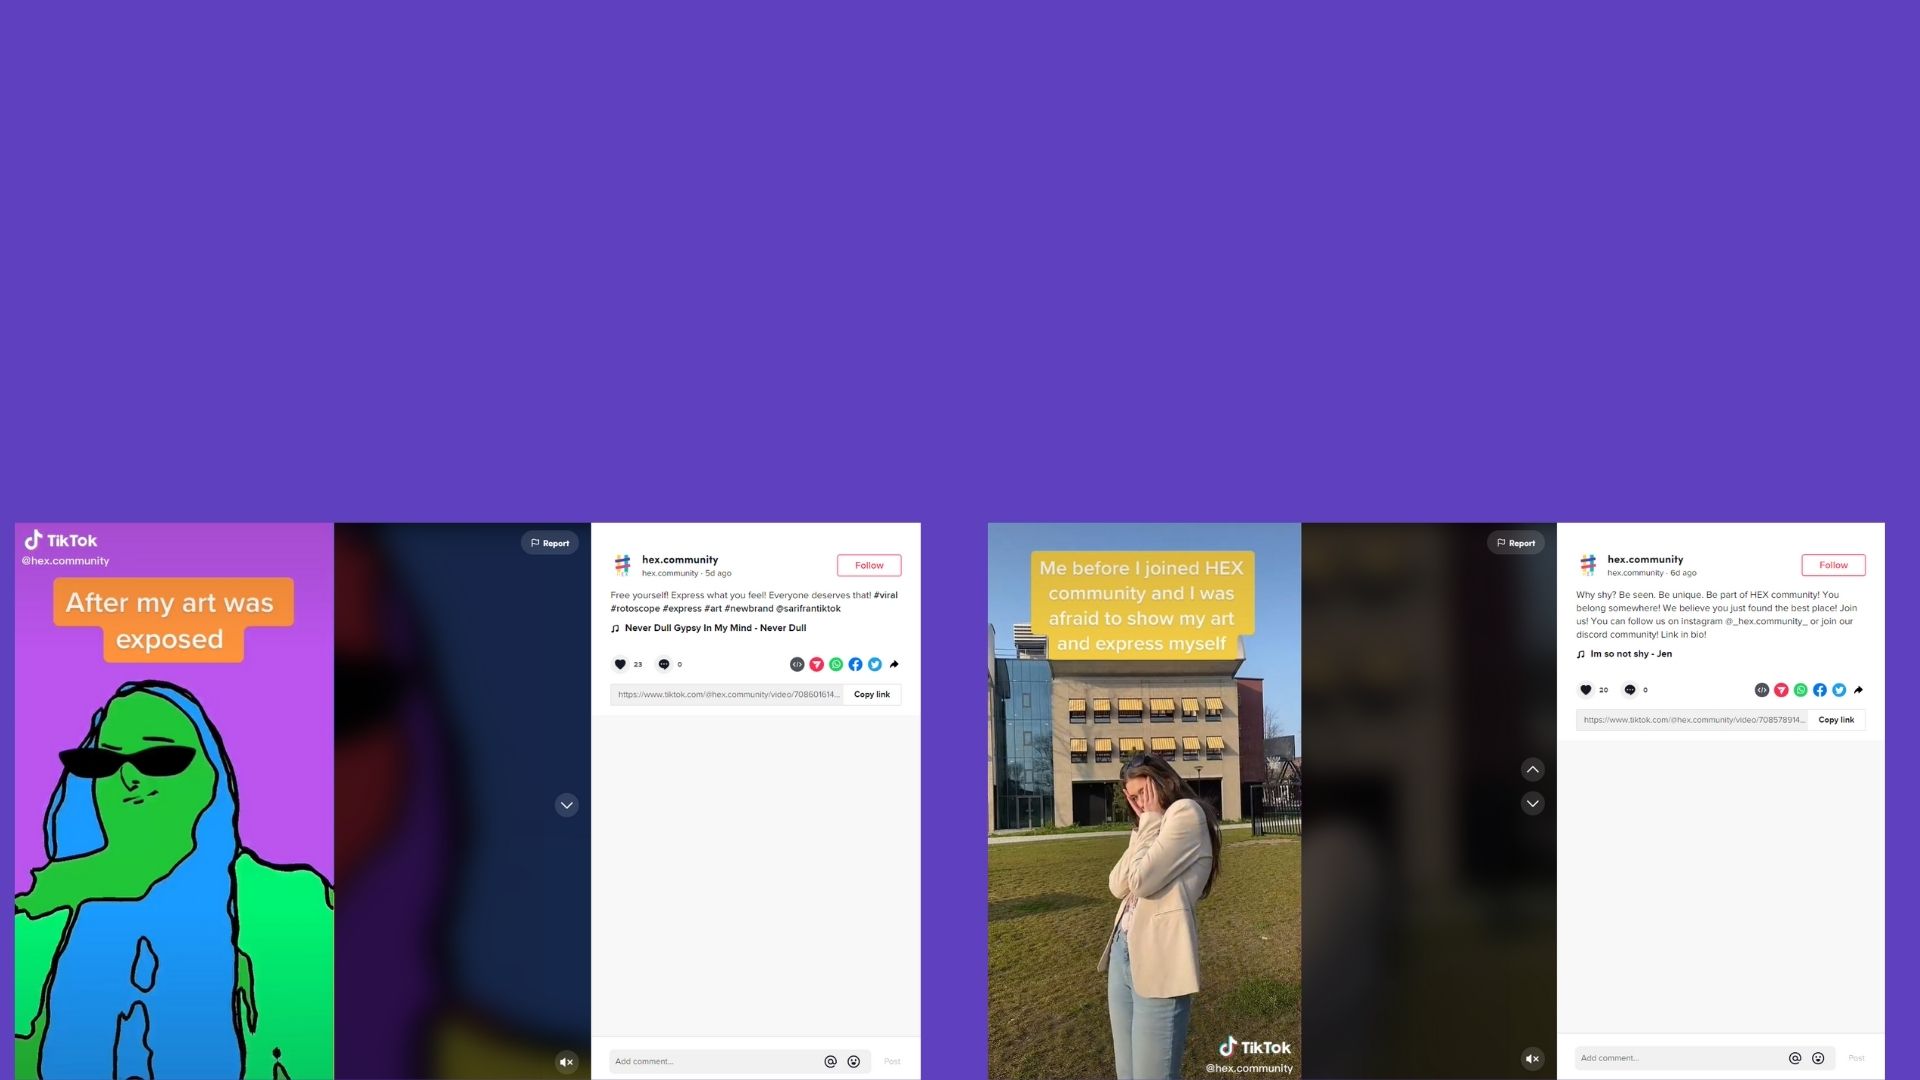 TikTok
@hex.community
After my art was
exposed
Report
hex.community
hex.community · 5d ago
Follow
Free yourself! Express what you feel! Everyone deserves that! #viral
#rotoscope #express #art #newbrand @sarifrantiktok
Never Dull Gypsy In My Mind - Never Dull
23
0
https://www.tiktok.com/@hex.community/video/708601614...
Copy link
Add comment...
Post
Me before I joined HEX
community and I was
afraid to show my art
and express myself
TikTok
@hex.community
Report
hex.community
hex.community · 6d ago
Follow
Why shy? Be seen. Be unique. Be part of HEX community! You
belong somewhere! We believe you just found the best place! Join
us! You can follow us on instagram @_hex.community_ or join our
discord community! Link in bio!
Im so not shy - Jen
20
0
https://www.tiktok.com/@hex.community/video/708578914...
Copy link
Add comment...
Post